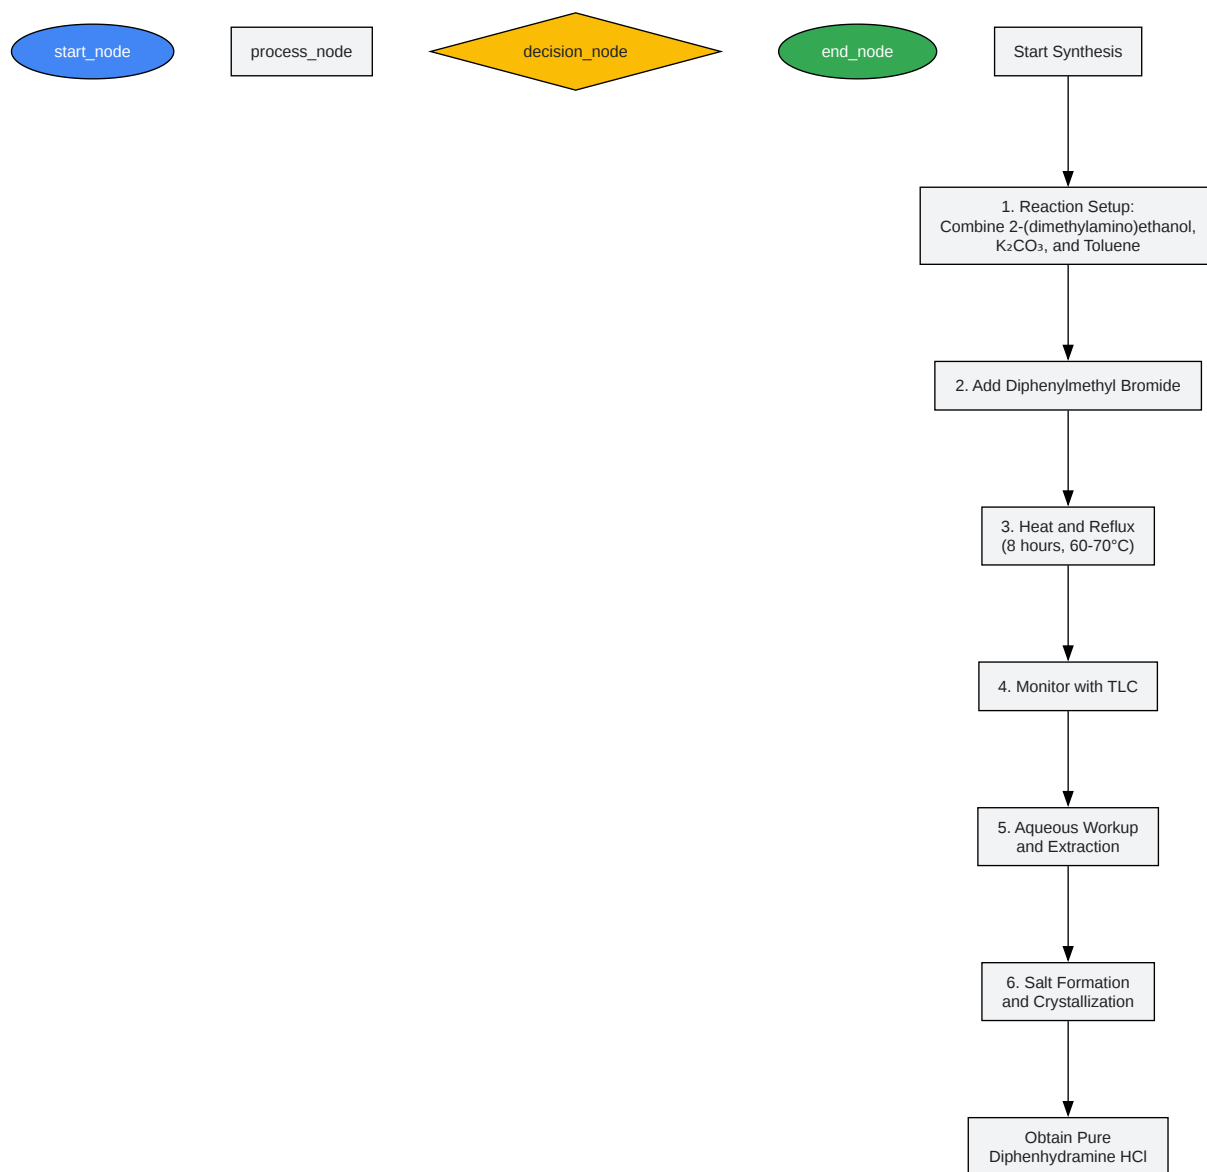 start_node
process_node
decision_node
end_node
Start Synthesis
1. Reaction Setup:
Combine 2-(dimethylamino)ethanol,
K₂CO₃, and Toluene
2. Add Diphenylmethyl Bromide
3. Heat and Reflux
(8 hours, 60-70°C)
4. Monitor with TLC
5. Aqueous Workup
and Extraction
6. Salt Formation
and Crystallization
Obtain Pure
Diphenhydramine HCl